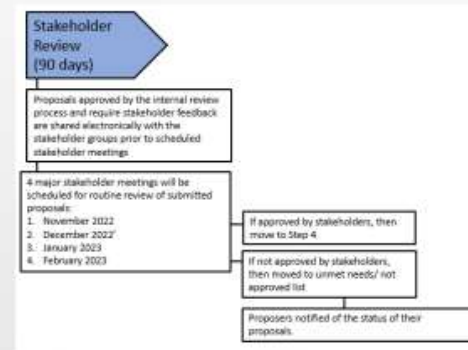 Stakeholder
Review
(90 days)
Proposals approved by the internal review
process and require stakeholder feedback
are shared electronically with the
stakeholder groups prior to scheduled
stakeholder meetings
4 major stakeholder meetings will be
scheduled for routine review of submitted
proposals:
1. November 2022
2. December 2022
3. January 2023
4. February 2023
If approved by stakeholders, then
move to Step 4
If not approved by stakeholders,
then moved to unmet needs/ not
approved list
Proposers notified of the status of their
proposals.